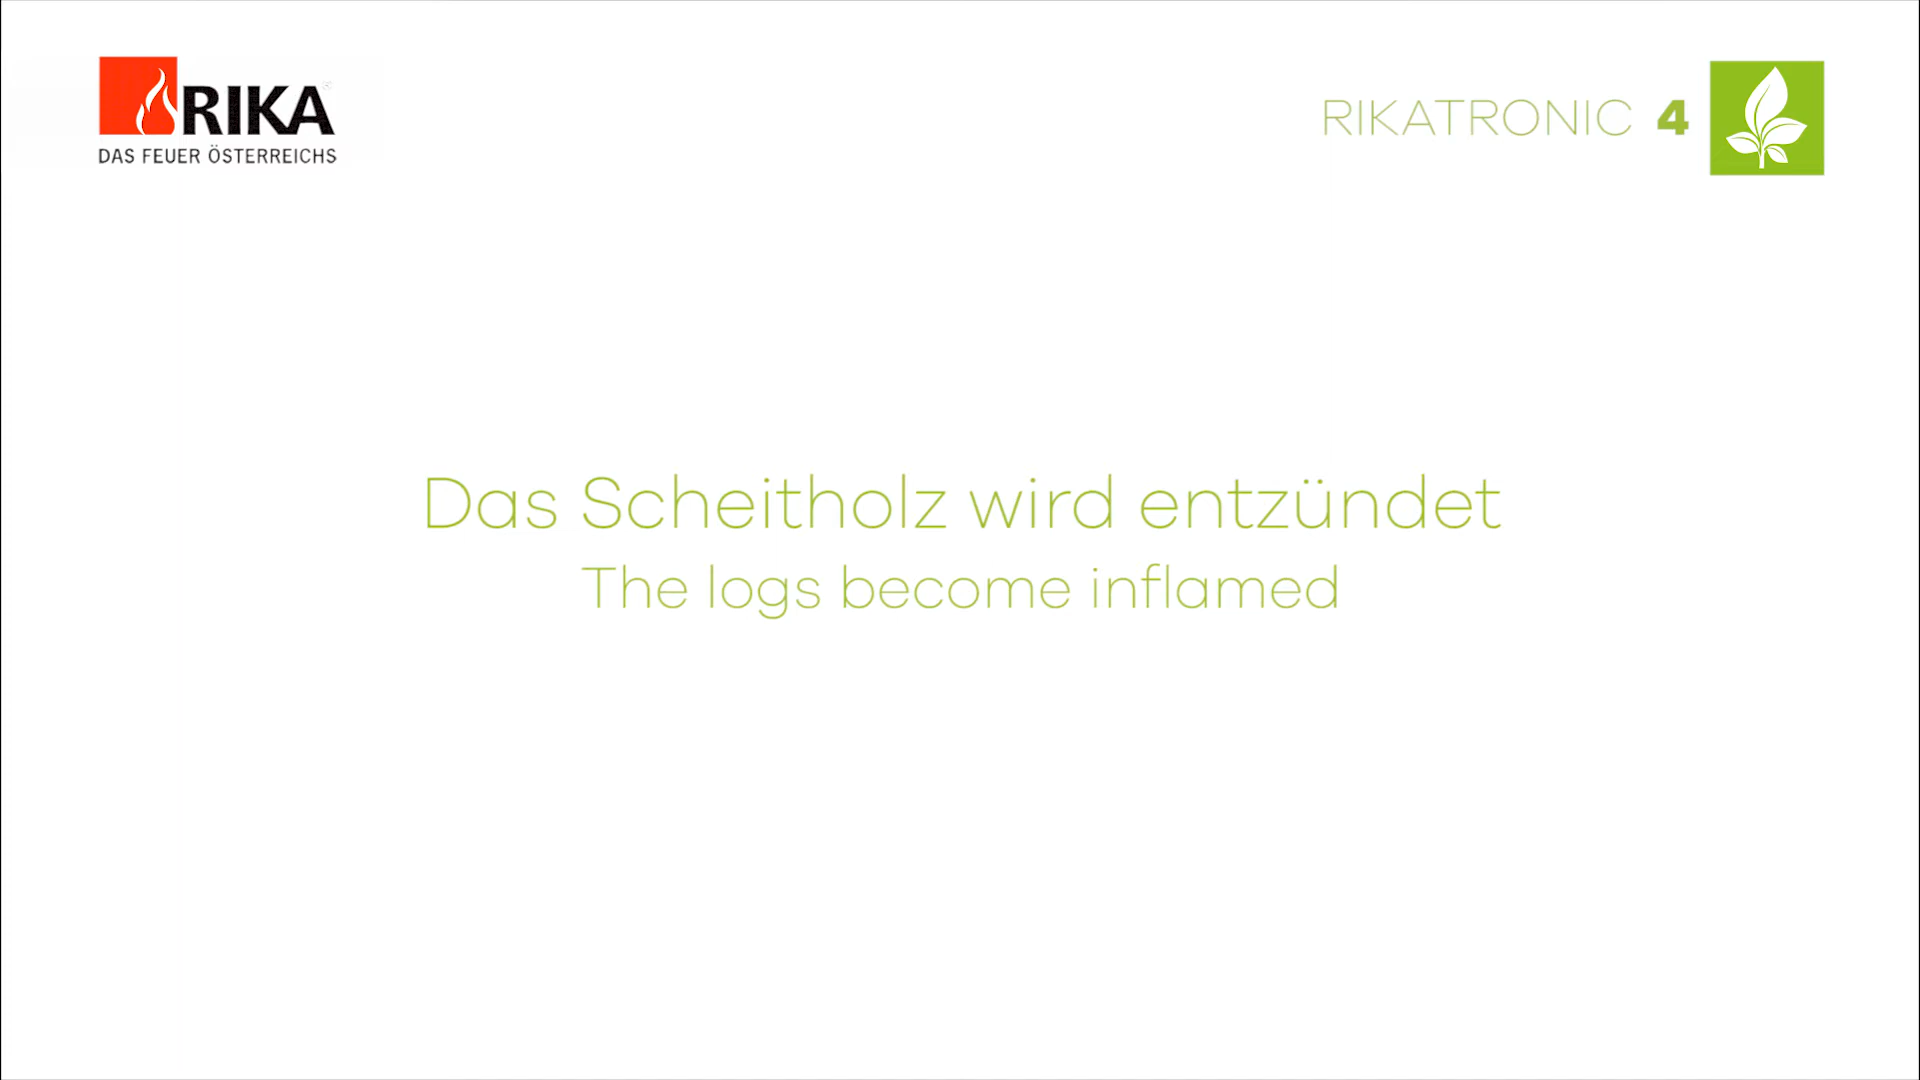 RIKA
DAS FEUER ÖSTERREICHS
RIKATRONIC 4
Das Scheitholz wird entzündet
The logs become inflamed